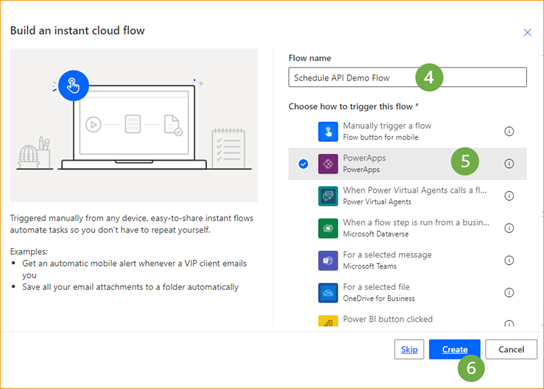 Build an instant cloud flow
Triggered manually from any device, easy-to-share instant flows
automate tasks so you don't have to repeat yourself.
Examples:
• Get an automatic mobile alert whenever a VIP client emails
you
• Save all your email attachments to a folder automatically
Flow name
Schedule API Demo Flow
4
Choose how to trigger this flow *
Manually trigger a flow
Flow button for mobile
PowerApps
PowerApps
5
When Power Virtual Agents calls a fl...
Power Virtual Agents
When a flow step is run from a busin...
Microsoft Dataverse
For a selected message
Microsoft Teams
For a selected file
OneDrive for Business
Power BI button clicked
Skip
Create
Cancel
6